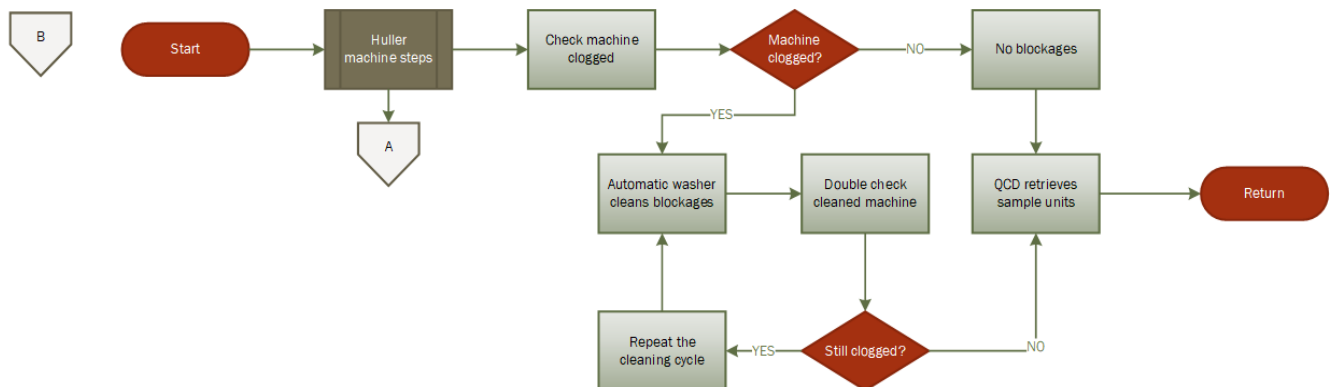 B
Start
Huller
machine steps
Check machine
clogged
Machine
clogged?
NO
No blockages
YES
A
Automatic washer
cleans blockages
Double check
cleaned machine
QCD retrieves
sample units
Return
Repeat the
cleaning cycle
YES
Still clogged?
NO